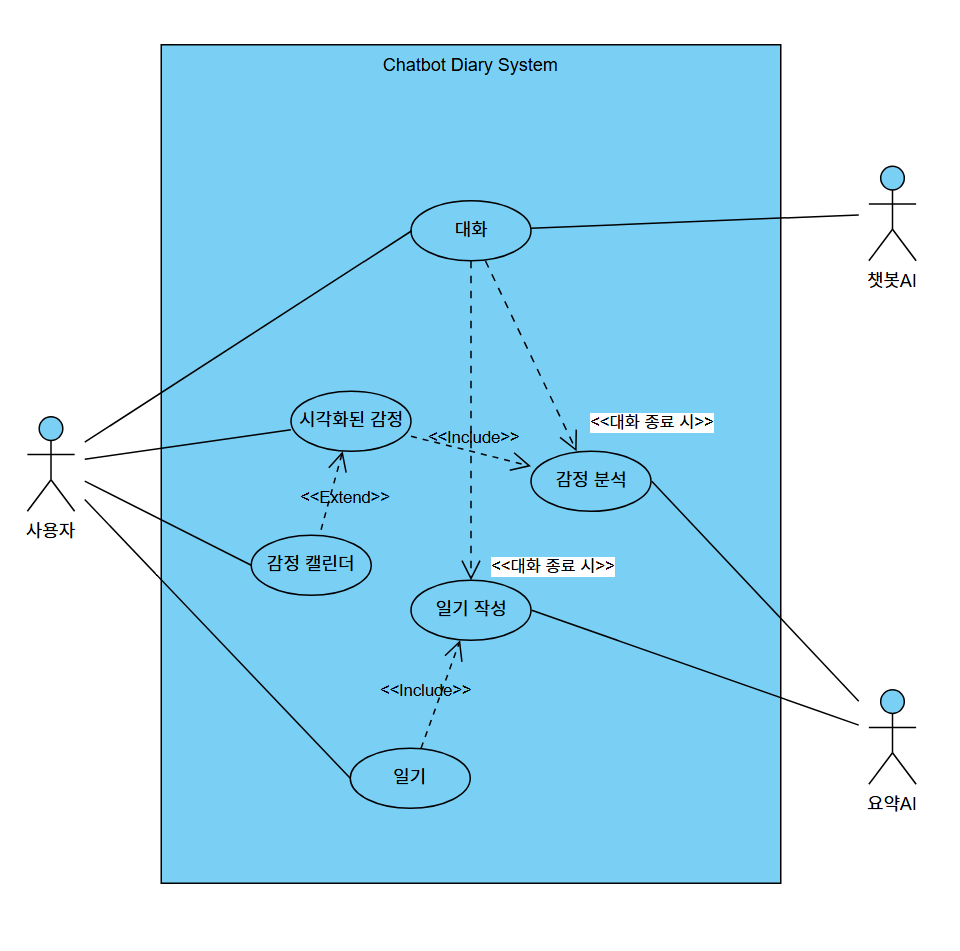 Chatbot Diary System
대화
챗봇AI
시각화된 감정
<<대화 종료 시>>
<<Include>>
감정 분석
<<Extend>>
사용자
감정 캘린더
<<대화 종료 시>>
일기 작성
<<Include>>
일기
요약AI